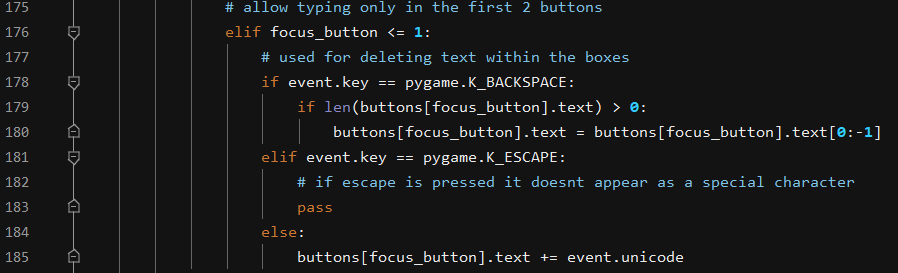 175 # allow typing only in the first 2 buttons
176 elif focus_button <= 1:
177 # used for deleting text within the boxes
178 if event.key == pygame.K_BACKSPACE:
179 if len(buttons[focus_button].text) > 0:
180 buttons[focus_button].text = buttons[focus_button].text[0:-1]
181 elif event.key == pygame.K_ESCAPE:
182 # if escape is pressed it doesnt appear as a special character
183 pass
184 else:
185 buttons[focus_button].text += event.unicode